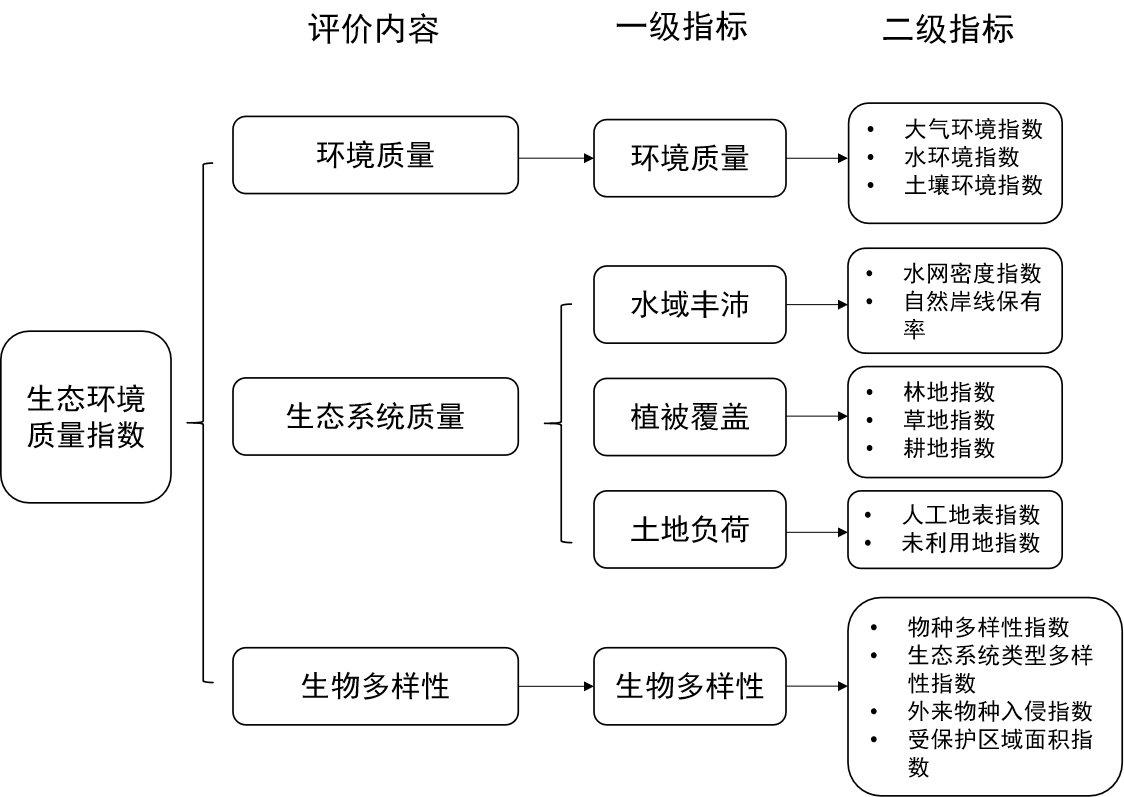 评价内容
一级指标
二级指标
生态环境
质量指数
环境质量
环境质量
• 大气环境指数
• 水环境指数
• 土壤环境指数
生态系统质量
水域丰沛
• 水网密度指数
• 自然岸线保有
率
植被覆盖
• 林地指数
• 草地指数
• 耕地指数
土地负荷
• 人工地表指数
• 未利用地指数
生物多样性
生物多样性
• 物种多样性指数
• 生态系统类型多样
性指数
• 外来物种入侵指数
• 受保护区域面积指
数